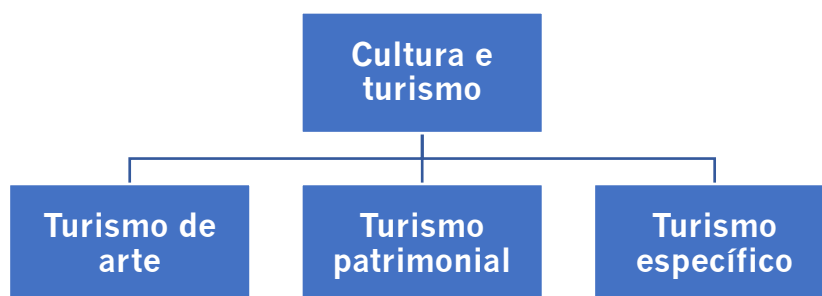 Cultura e
turismo
Turismo de
arte
Turismo
patrimonial
Turismo
específico